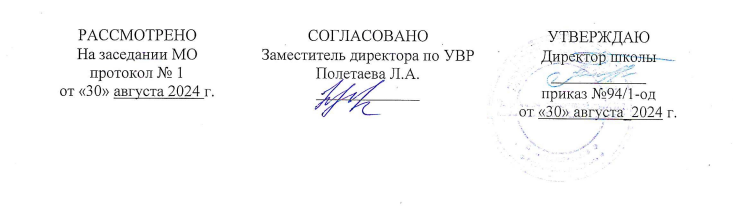 РАССМОТРЕНО
На заседании МО
протокол № 1
от «30» августа 2024 г.
СОГЛАСОВАНО
Заместитель директора по УВР
Полетаева Л.А.
УТВЕРЖДАЮ
Директор школы
приказ №94/1-од
от «30» августа 2024 г.